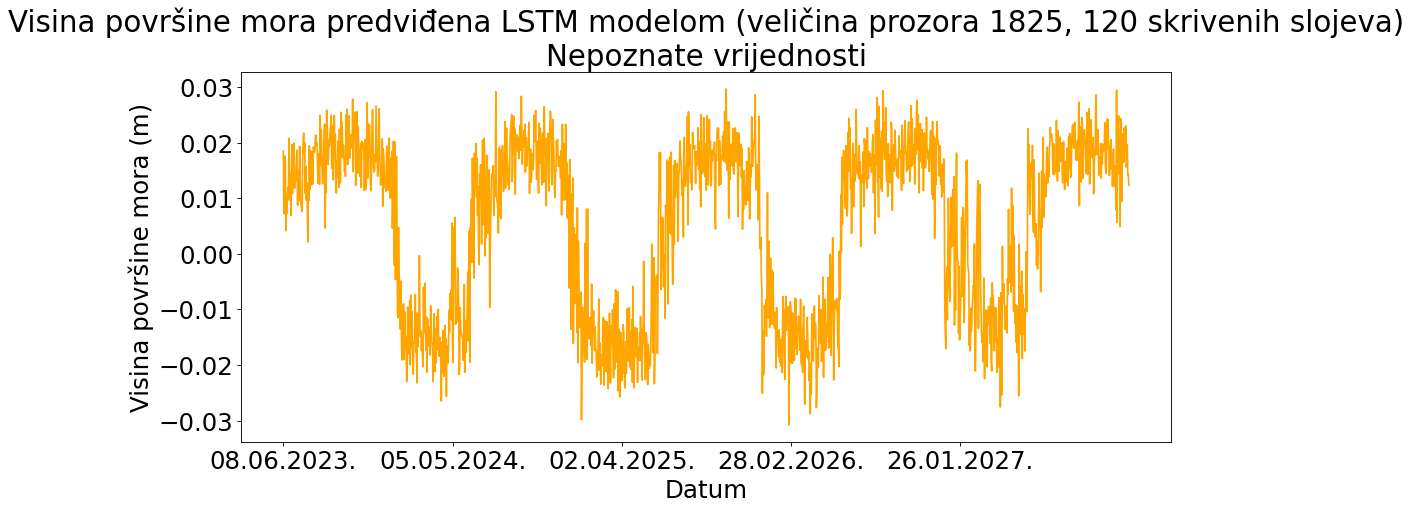 Visina površine mora predviđena LSTM modelom (veličina prozora 1825, 120 skrivenih slojeva)
Nepoznate vrijednosti
Visina površine mora (m)
0.03
0.02
0.01
0.00
−0.01
−0.02
−0.03
08.06.2023. 05.05.2024. 02.04.2025. 28.02.2026. 26.01.2027.
Datum